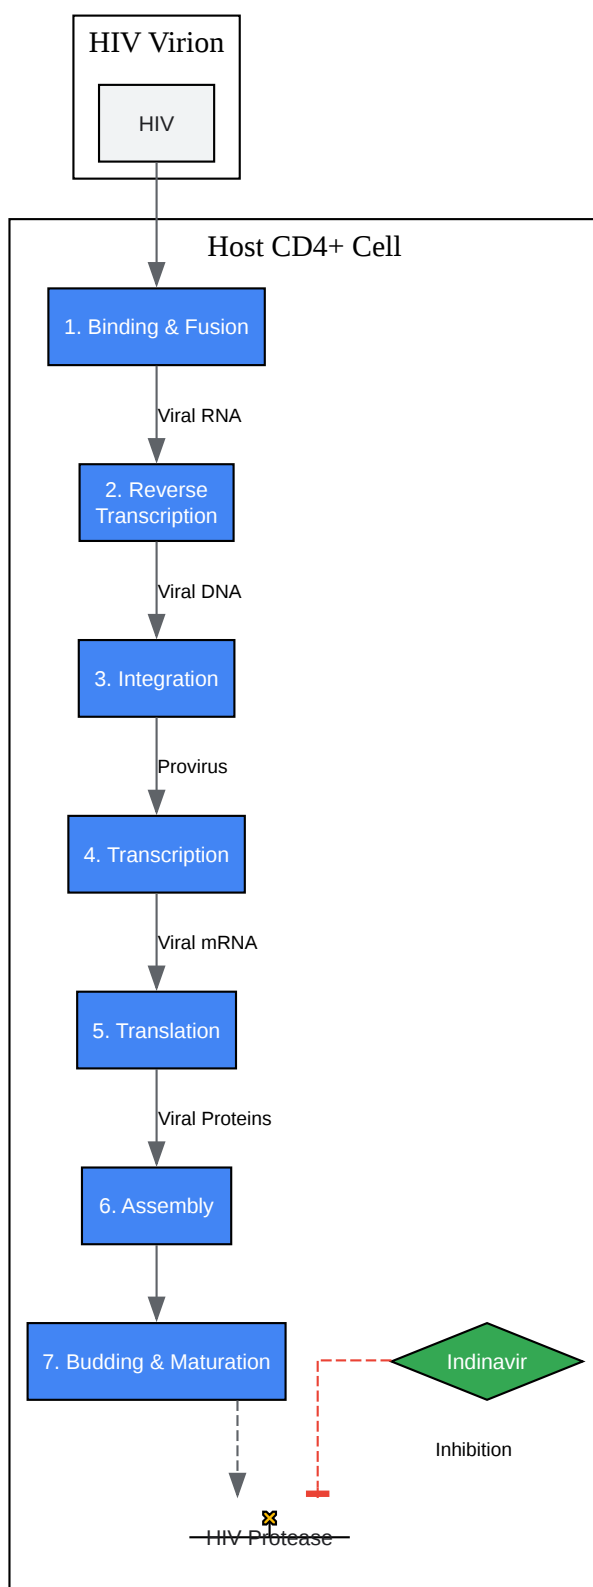 HIV Virion
HIV
Host CD4+ Cell
1. Binding & Fusion
Viral RNA
2. Reverse
Transcription
Viral DNA
3. Integration
Provirus
4. Transcription
Viral mRNA
5. Translation
Viral Proteins
6. Assembly
7. Budding & Maturation
Indinavir
Inhibition
HIV Protease